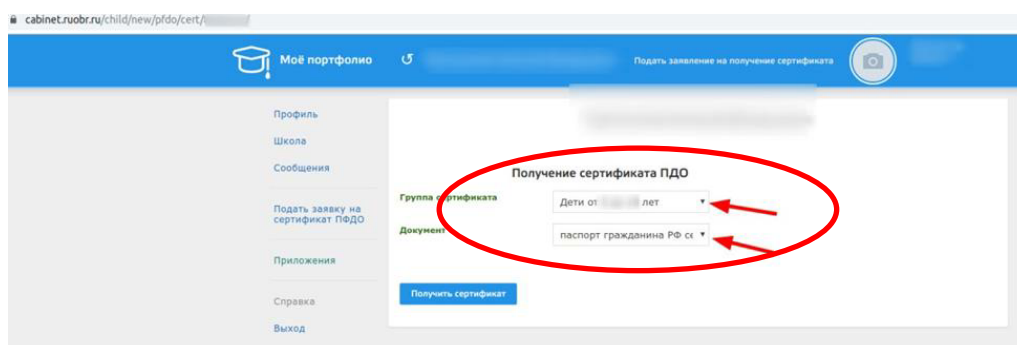 cabinet.ruobr.ru/child/new/pfdo/cert/
Моё портфолио
Подать заявление на получение сертификата
Профиль
Школа
Сообщения
Подать заявку на
сертификат ПФДО
Приложения
Справка
Выход
Получение сертификата ПДО
Группа сертификата
Дети от лет
Документ
паспорт гражданина РФ се
Получить сертификат